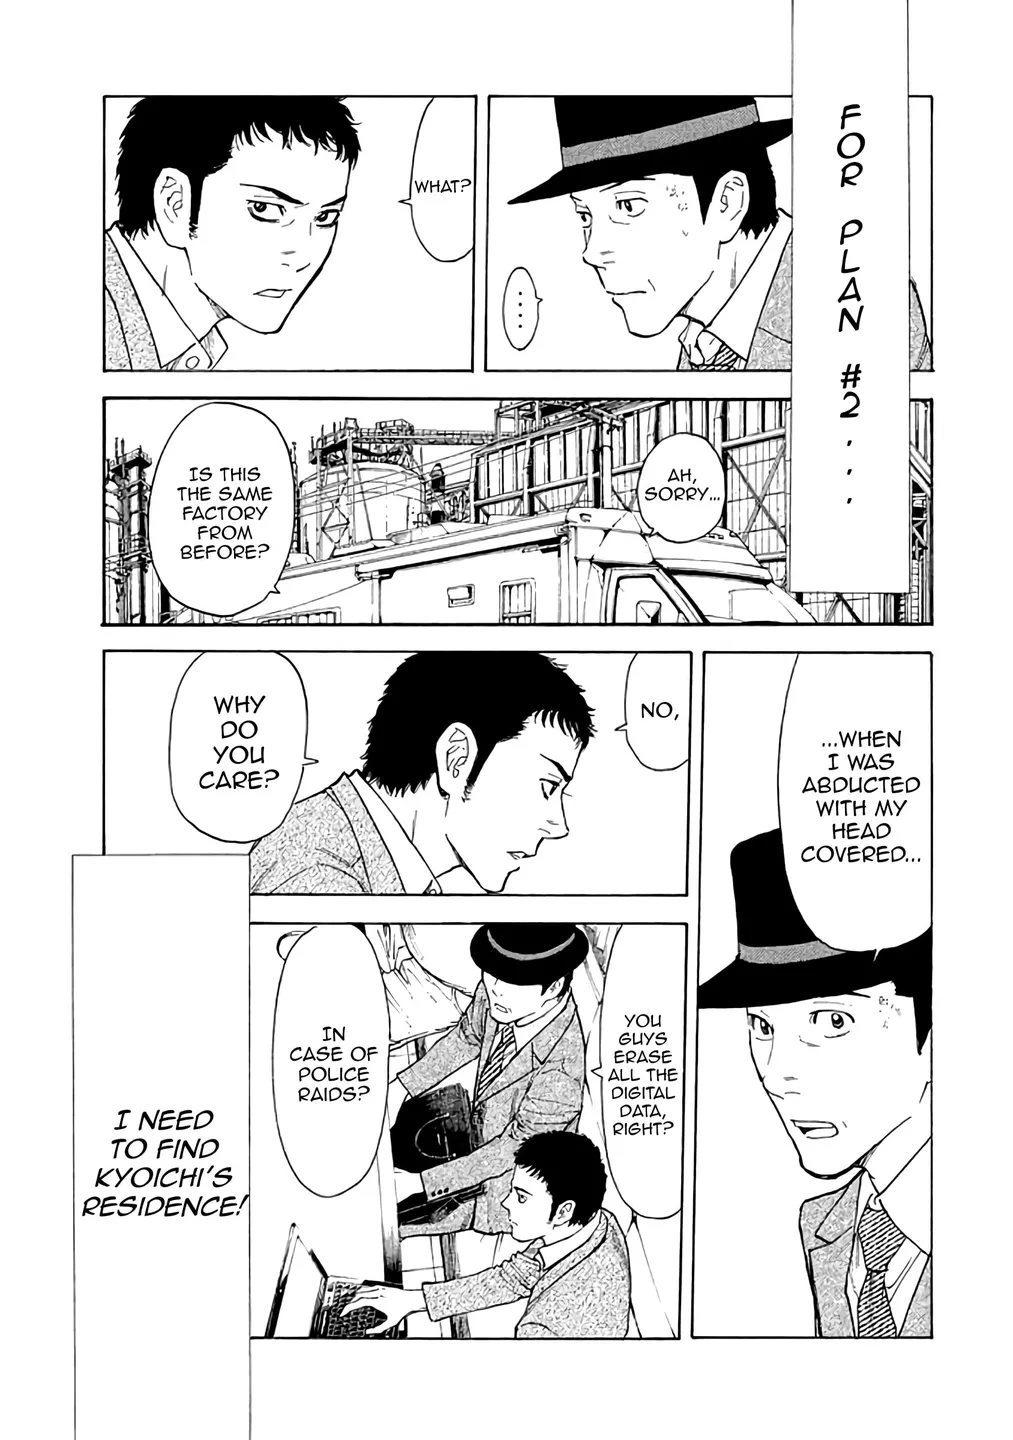 FOR PLAN #2...
....
WHAT?
AH,
SORRY...
IS THIS
THE SAME
FACTORY
FROM
BEFORE?
...WHEN
I WAS
ABDUCTED
WITH MY
HEAD
COVERED...
NO,
WHY
DO
YOU
CARE?
YOU
GUYS
ERASE
ALL THE
DIGITAL
DATA,
RIGHT?
IN
CASE OF
POLICE
RAIDS?
I NEED
TO FIND
KYOICHI'S
RESIDENCE!